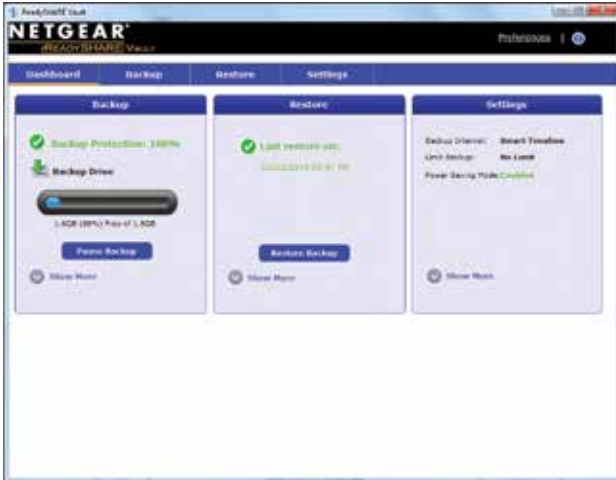 ReadySHARE Vault
NETGEAR
READYSHARE VAULT
Preferences |
Dashboard Backup Restore Settings
Backup
Backup Protection: 100%
Backup Drive
Free of
Pause Backup
Show More
Restore
Last restore on:
Restore Backup
Show More
Settings
Backup Interval: Smart Timeline
Limit Backup: No Limit
Power Saving Mode: Enabled
Show More